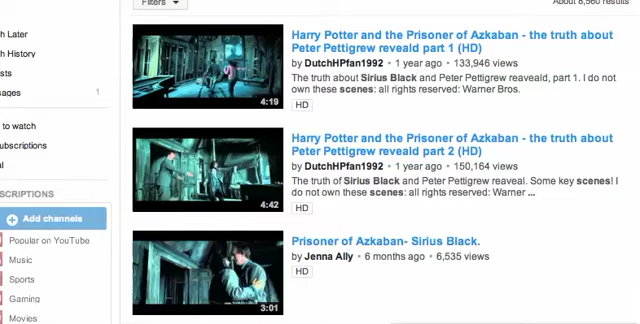 Filters
About 8,560 results
h Later
h History
sts
sages 1
to watch
ubscriptions
al
SCRIPTIONS
Add channels
Popular on YouTube
Music
Sports
Gaming
Movies
4:19
Harry Potter and the Prisoner of Azkaban - the truth about
Peter Pettigrew reveald part 1 (HD)
by DutchHPfan1992 • 1 year ago • 133,946 views
The truth about Sirius Black and Peter Pettigrew reaveald, part 1. I do not
own these scenes: all rights reserved: Warner Bros.
HD
4:42
Harry Potter and the Prisoner of Azkaban - the truth about
Peter Pettigrew reveald part 2 (HD)
by DutchHPfan1992 • 1 year ago • 150,164 views
The truth of Sirius Black and Peter Pettigrew reaveal. Some key scenes! I
do not own these scenes: all rights reserved: Warner ...
HD
3:01
Prisoner of Azkaban- Sirius Black.
by Jenna Ally • 6 months ago • 6,535 views
HD